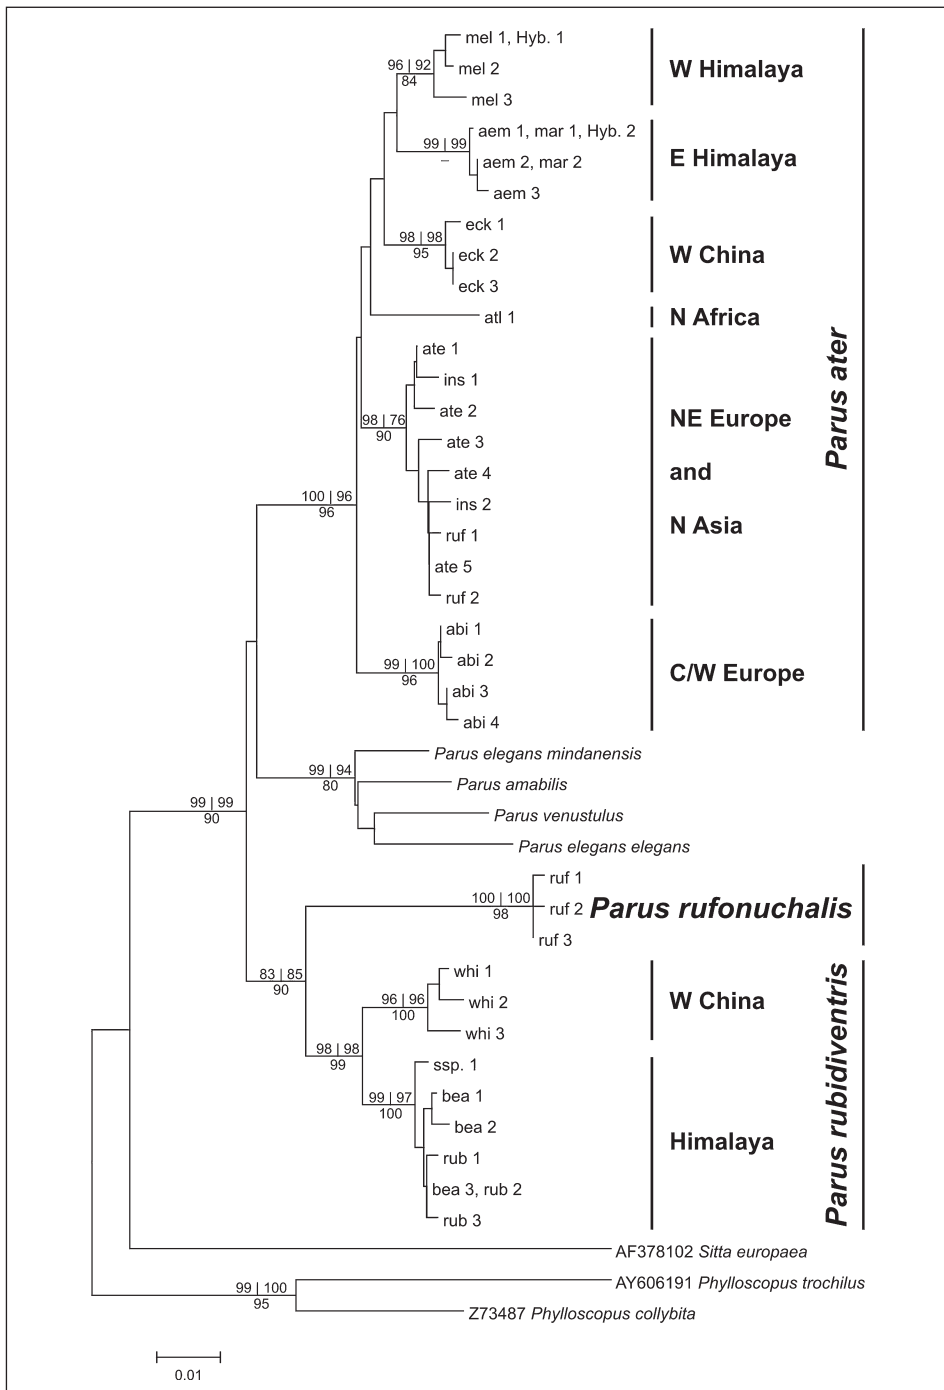 mel 1, Hyb. 1
96 | 92
84
mel 2
W Himalaya
mel 3
aem 1, mar 1, Hyb. 2
99 | 99
–
aem 2, mar 2
E Himalaya
aem 3
eck 1
98 | 98
95
eck 2
W China
eck 3
atl 1
N Africa
Parus ater
ate 1
ins 1
ate 2
98 | 76
90
NE Europe
and
N Asia
ate 3
ate 4
100 | 96
96
ins 2
ruf 1
ate 5
ruf 2
abi 1
abi 2
99 | 100
96
C/W Europe
abi 3
abi 4
Parus elegans mindanensis
99 | 94
80
Parus amabilis
99 | 99
90
Parus venustulus
Parus elegans elegans
ruf 1
100 | 100
98
ruf 2
Parus rufonuchalis
ruf 3
83 | 85
90
whi 1
96 | 96
100
whi 2
W China
whi 3
Parus rubidiventris
98 | 98
99
ssp. 1
99 | 97
100
bea 1
bea 2
Himalaya
rub 1
bea 3, rub 2
rub 3
AF378102 Sitta europaea
AY606191 Phylloscopus trochilus
99 | 100
95
Z73487 Phylloscopus collybita
0.01